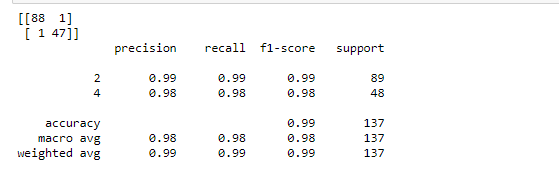 [[88  1]
 [ 1 47]]
              precision    recall  f1-score   support

           2       0.99      0.99      0.99        89
           4       0.98      0.98      0.98        48

    accuracy                           0.99       137
   macro avg       0.98      0.98      0.98       137
weighted avg       0.99      0.99      0.99       137